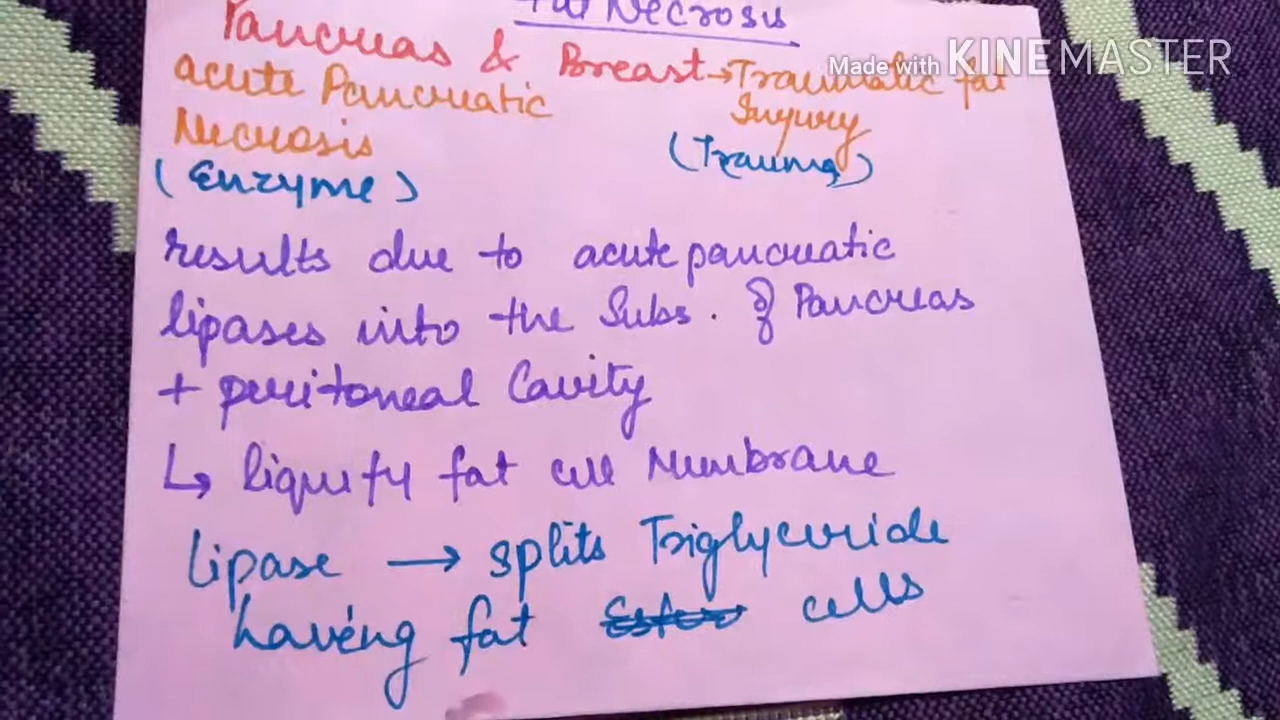 Fat Necrosis
Pancreas & Breast → Traumatic fat
acute Pancreatic Injury
Necrosis (Trauma)
(Enzyme)
results due to acute pancreatic
lipases into the Subs. of Pancreas
+ peritoneal Cavity
↳ liquify fat cell Membrane
Lipase → splits Triglyceride
having fat cells
Made with KINEMASTER